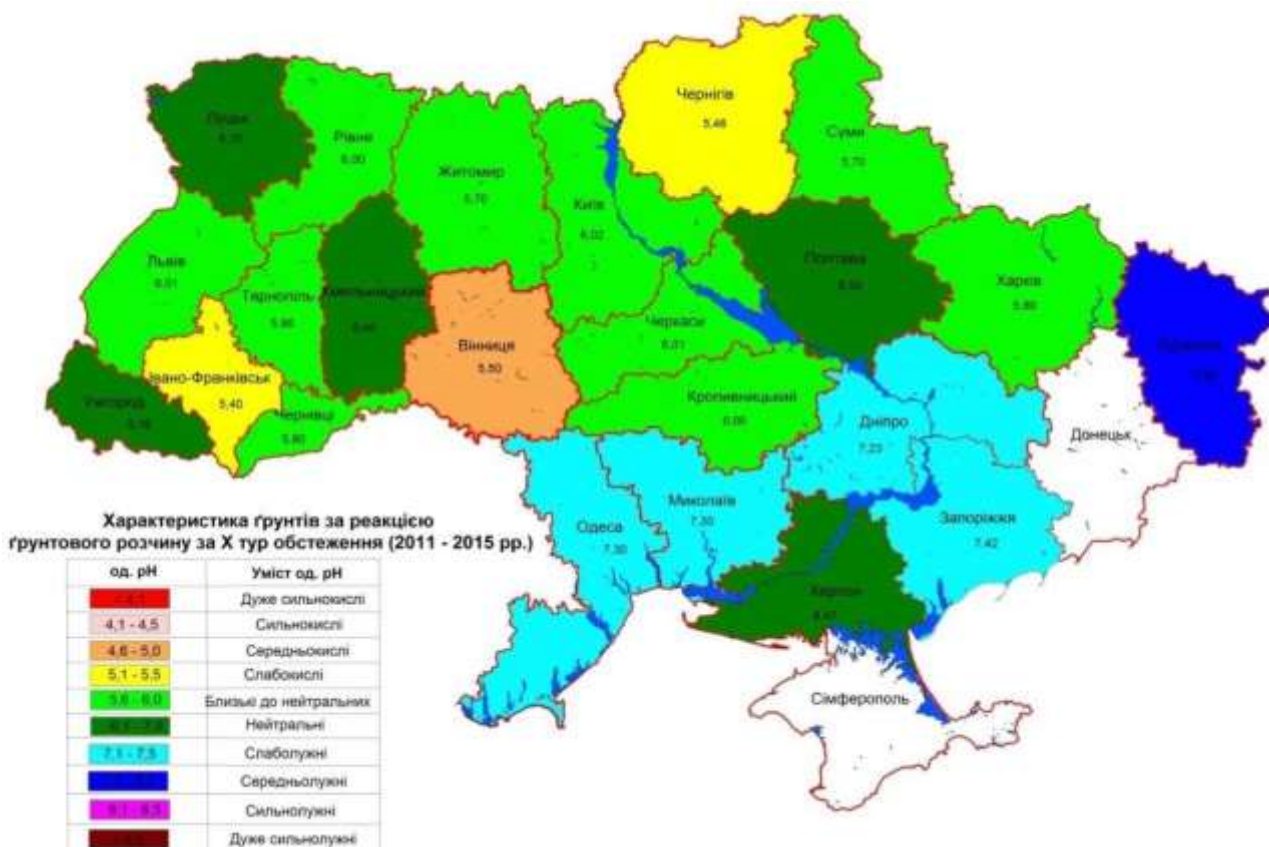 Чернігів
5,46
Суми
5,70
Рівне
6,00
Житомир
5,70
Київ
6,02
Полтава
Харків
5,80
Львів
6,01
Тернопіль
5,80
Хмельницький
Вінниця
5,50
Черкаси
6,01
Івано-Франківськ
5,40
Ужгород
Чернівці
5,80
Кропивницький
Дніпро
7,23
Донецьк
Миколаїв
7,30
Одеса
7,30
Запоріжжя
7,42
Херсон
Сімферополь
Характеристика ґрунтів за реакцією
ґрунтового розчину за Х тур обстеження (2011 - 2015 рр.)
од. рН Уміст од. рН
Дуже сильнокислі
4,1 - 4,5 Сильнокислі
4,6 - 5,0 Середньокислі
5,1 - 5,5 Слабокислі
5,6 - 6,0 Близькі до нейтральних
Нейтральні
7,1 - 7,5 Слаболужні
Середньолужні
Сильнолужні
Дуже сильнолужні